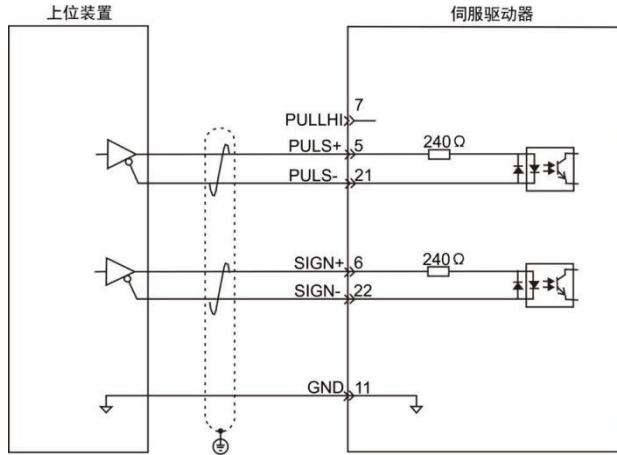 上位装置
伺服驱动器
7
PULLHI
PULS+ 5
240Ω
PULS- 21
SIGN+ 6
240Ω
SIGN- 22
GND 11